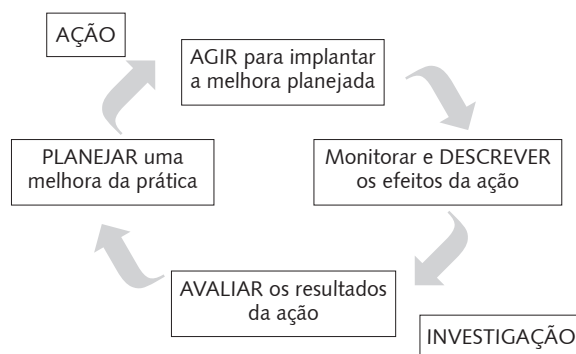 AÇÃO
AGIR para implantar
a melhora planejada
Monitorar e DESCREVER
os efeitos da ação
AVALIAR os resultados
da ação
PLANEJAR uma
melhora da prática
INVESTIGAÇÃO